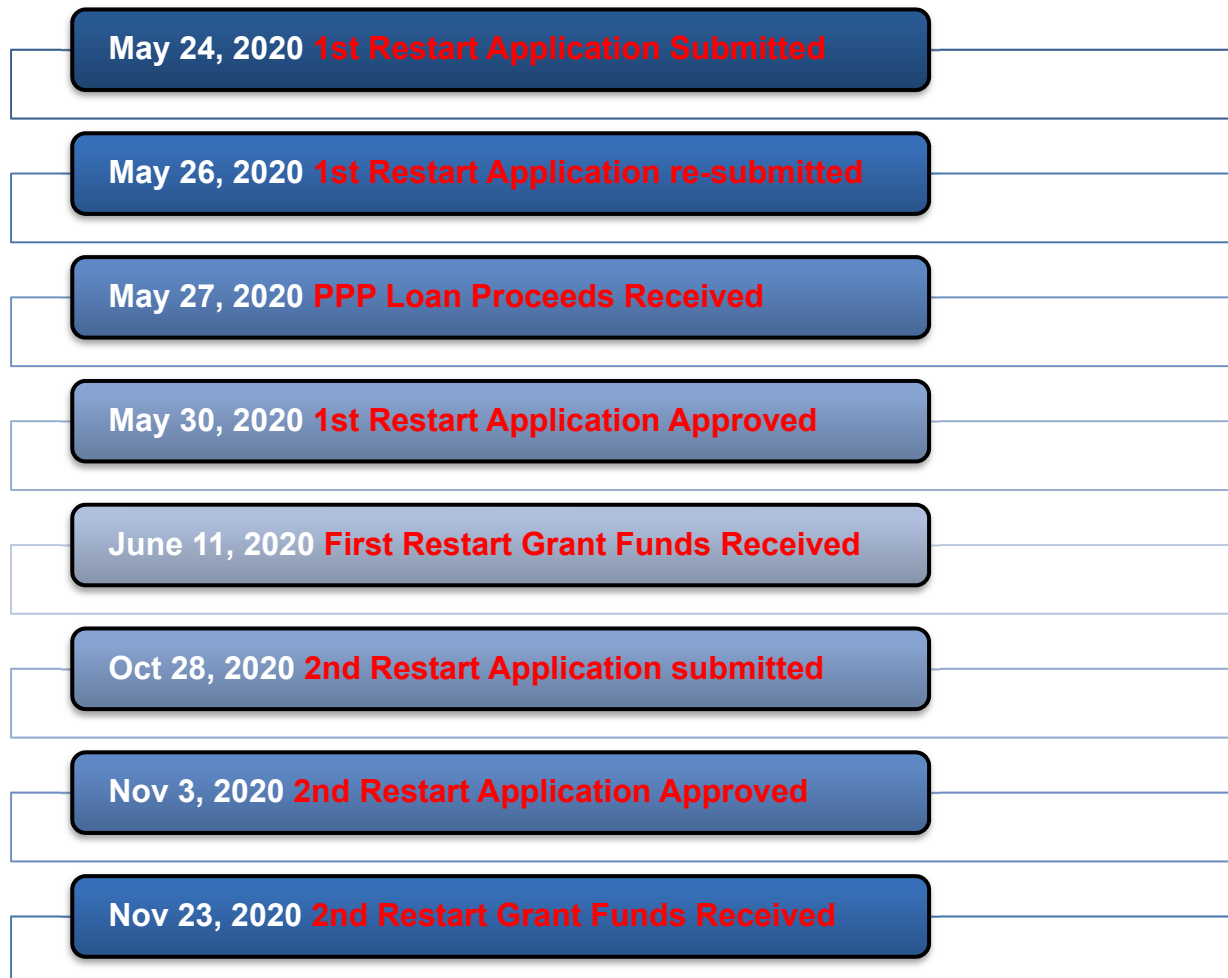 May 24, 2020 1st Restart Application Submitted
May 26, 2020 1st Restart Application re-submitted
May 27, 2020 PPP Loan Proceeds Received
May 30, 2020 1st Restart Application Approved
June 11, 2020 First Restart Grant Funds Received
Oct 28, 2020 2nd Restart Application submitted
Nov 3, 2020 2nd Restart Application Approved
Nov 23, 2020 2nd Restart Grant Funds Received